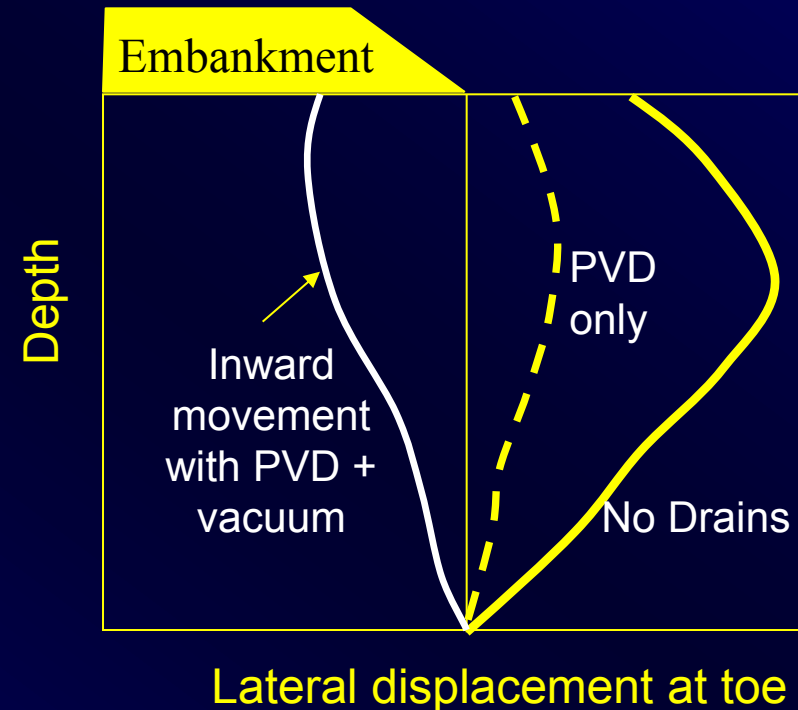 Embankment
Depth
PVD
only
Inward
movement
with PVD +
vacuum
No Drains
Lateral displacement at toe